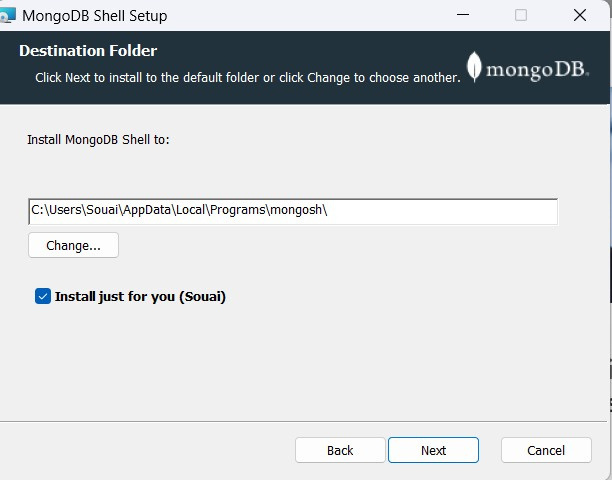 MongoDB Shell Setup
Destination Folder
Click Next to install to the default folder or click Change to choose another.
mongoDB®
Install MongoDB Shell to:
C:\Users\Souai\AppData\Local\Programs\mongosh\
Change...
Install just for you (Souai)
Back
Next
Cancel